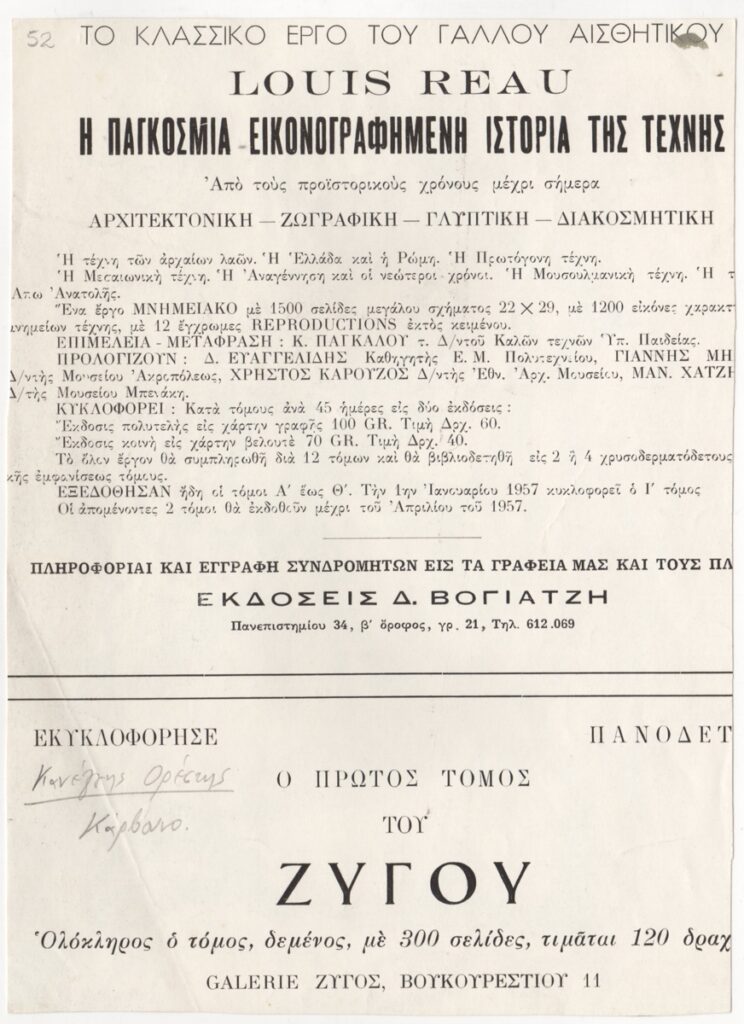 52
ΤΟ ΚΛΑΣΣΙΚΟ ΕΡΓΟ ΤΟΥ ΓΑΛΛΟΥ ΑΙΣΘΗΤΙΚΟΥ
LOUIS REAU
Η ΠΑΓΚΟΣΜΙΑ ΕΙΚΟΝΟΓΡΑΦΗΜΕΝΗ ΙΣΤΟΡΙΑ ΤΗΣ ΤΕΧΝΗΣ
Ἀπὸ τοὺς προϊστορικοὺς χρόνους μέχρι σήμερα
ΑΡΧΙΤΕΚΤΟΝΙΚΗ — ΖΩΓΡΑΦΙΚΗ — ΓΛΥΠΤΙΚΗ — ΔΙΑΚΟΣΜΗΤΙΚΗ
Ἡ τέχνη τῶν ἀρχαίων λαῶν. Ἡ Ἑλλάδα καὶ ἡ Ρώμη. Ἡ Πρωτόγονη τέχνη.
Ἡ Μεσαιωνικὴ τέχνη. Ἡ Ἀναγέννηση καὶ οἱ νεώτεροι χρόνοι. Ἡ Μουσουλμανικὴ τέχνη. Ἡ τ
Ἄπω Ἀνατολῆς.
Ἕνα ἔργο ΜΝΗΜΕΙΑΚΟ μὲ 1500 σελίδες μεγάλου σχήματος 22 × 29, μὲ 1200 εἰκόνες χαρακτ
νημείων τέχνης, μὲ 12 ἔγχρωμες REPRODUCTIONS ἐκτὸς κειμένου.
ΕΠΙΜΕΛΕΙΑ - ΜΕΤΑΦΡΑΣΗ : Κ. ΠΑΓΚΑΛΟΥ τ. Δ/ντοῦ Καλῶν τεχνῶν Ὑπ. Παιδείας.
ΠΡΟΛΟΓΙΖΟΥΝ : Δ. ΕΥΑΓΓΕΛΙΔΗΣ Καθηγητὴς Ε. Μ. Πολυτεχνείου, ΓΙΑΝΝΗΣ ΜΗ
Δ/ντὴς Μουσείου Ἀκροπόλεως, ΧΡΗΣΤΟΣ ΚΑΡΟΥΖΟΣ Δ/ντὴς Ἐθν. Ἀρχ. Μουσείου, ΜΑΝ. ΧΑΤΖΗ
Δ/τὴς Μουσείου Μπενάκη.
ΚΥΚΛΟΦΟΡΕΙ : Κατὰ τόμους ἀνὰ 45 ἡμέρες εἰς δύο ἐκδόσεις :
Ἔκδοσις πολυτελὴς εἰς χάρτην γραφῆς 100 GR. Τιμὴ Δρχ. 60.
Ἔκδοσις κοινὴ εἰς χάρτην βελουτὲ 70 GR. Τιμὴ Δρχ. 40.
Τὸ ὅλον ἔργον θὰ συμπληρωθῆ διὰ 12 τόμων καὶ θὰ βιβλιοδετηθῆ εἰς 2 ἢ 4 χρυσοδερματόδετους
κῆς ἐμφανίσεως τόμους.
ΕΞΕΔΟΘΗΣΑΝ ἤδη οἱ τόμοι Α΄ ἕως Θ΄. Τὴν 1ην Ἰανουαρίου 1957 κυκλοφορεῖ ὁ Ι΄ τόμος
Οἱ ἀπομένοντες 2 τόμοι θὰ ἐκδοθοῦν μέχρι τοῦ Ἀπριλίου τοῦ 1957.
ΠΛΗΡΟΦΟΡΙΑΙ ΚΑΙ ΕΓΓΡΑΦΗ ΣΥΝΔΡΟΜΗΤΩΝ ΕΙΣ ΤΑ ΓΡΑΦΕΙΑ ΜΑΣ ΚΑΙ ΤΟΥΣ ΠΛ
ΕΚΔΟΣΕΙΣ Δ. ΒΟΓΙΑΤΖΗ
Πανεπιστημίου 34, β΄ ὄροφος, γρ. 21, Τηλ. 612.069
ΕΚΥΚΛΟΦΟΡΗΣΕ ΠΑΝΟΔΕΤ
Κανέλλης Ορέστης
Κάρβουνο.
Ο ΠΡΩΤΟΣ ΤΟΜΟΣ
ΤΟΥ
ΖΥΓΟΥ
Ὁλόκληρος ὁ τόμος, δεμένος, μὲ 300 σελίδες, τιμᾶται 120 δραχ
GALERIE ΖΥΓΟΣ, ΒΟΥΚΟΥΡΕΣΤΙΟΥ 11